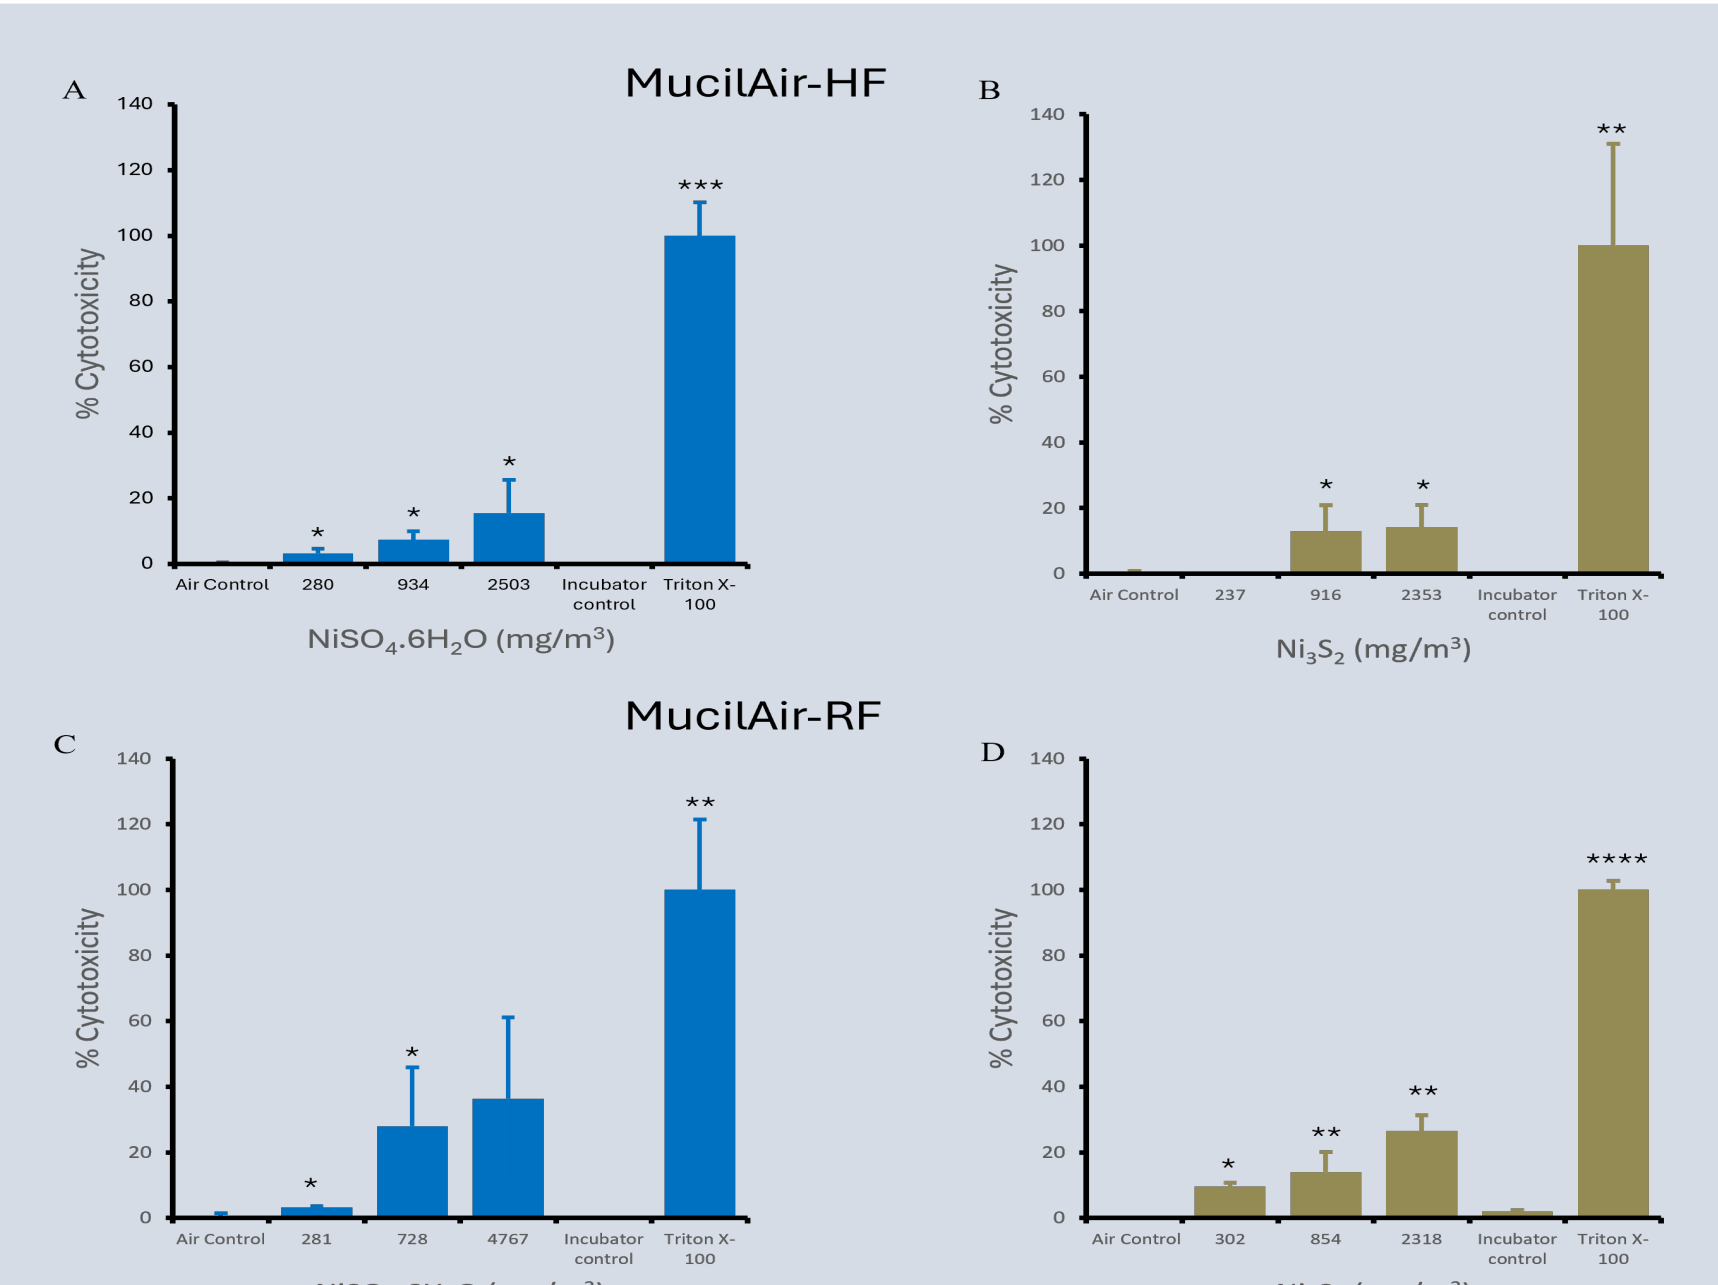 MucilAir-HF
A
140
120
100
80
60
40
20
0
% Cytotoxicity
*
*
*
***
Air Control 280 934 2503 Incubator control Triton X-100
NiSO₄.6H₂O (mg/m³)
B
140
120
100
80
60
40
20
0
% Cytotoxicity
*
*
**
Air Control 237 916 2353 Incubator control Triton X-100
Ni₃S₂ (mg/m³)
MucilAir-RF
C
140
120
100
80
60
40
20
0
% Cytotoxicity
*
*
**
Air Control 281 728 4767 Incubator control Triton X-100
D
140
120
100
80
60
40
20
0
% Cytotoxicity
*
**
**
****
Air Control 302 854 2318 Incubator control Triton X-100